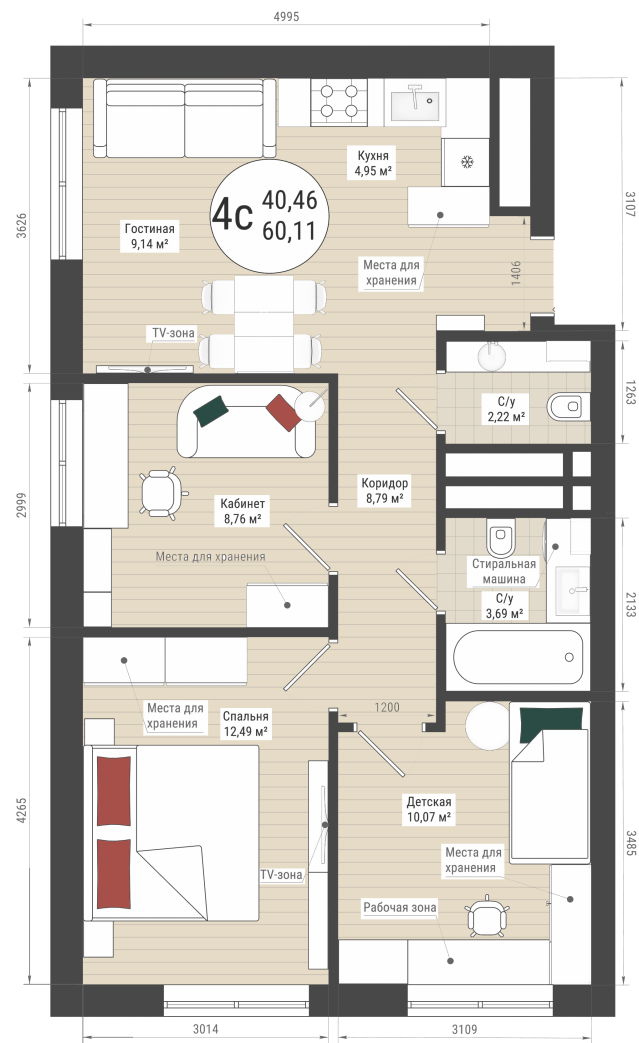 4995
3626
3107
Кухня
4,95 м²
4с
40,46
60,11
Гостиная
9,14 м²
Места для
хранения
1406
TV-зона
1263
С/у
2,22 м²
2999
Коридор
8,79 м²
Кабинет
8,76 м²
Места для хранения
Стиральная
машина
С/у
3,69 м²
2133
Места для
хранения
Спальня
12,49 м²
1200
4265
Детская
10,07 м²
3485
Места для
хранения
TV-зона
Рабочая зона
3014
3109